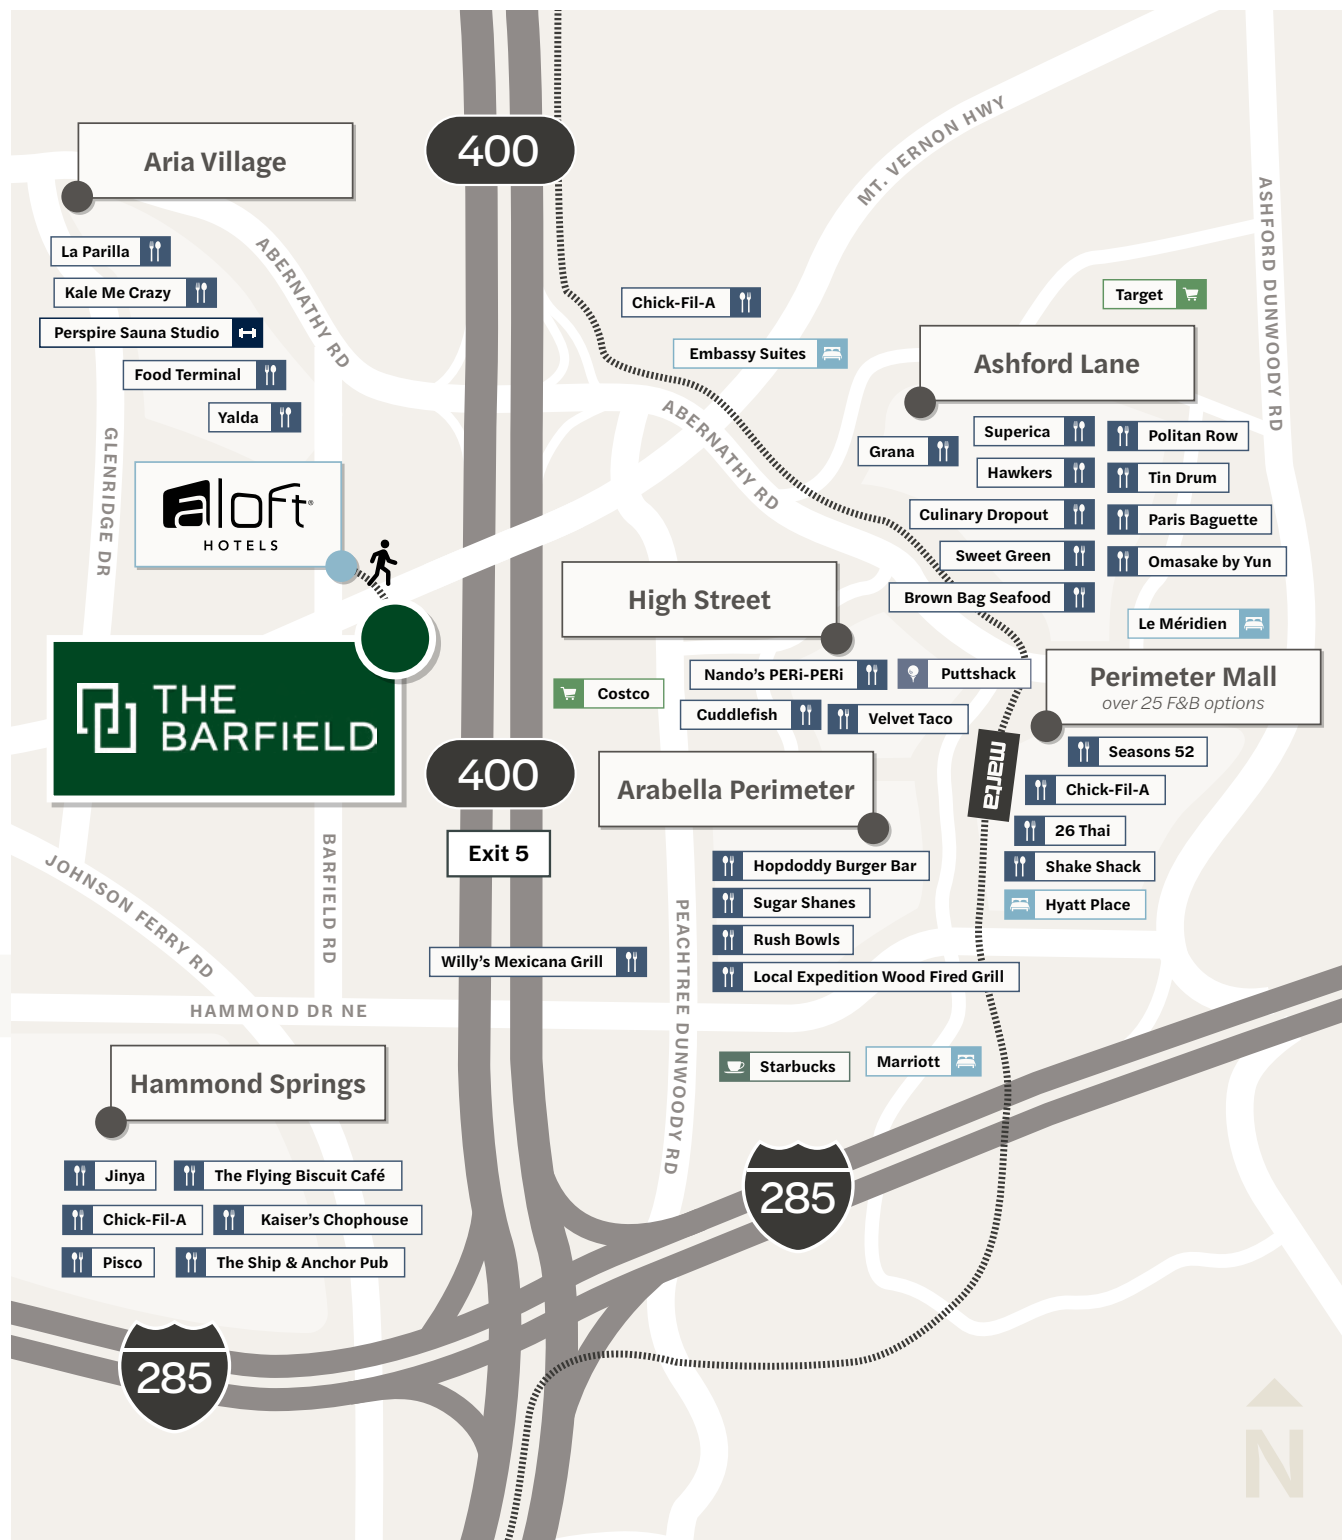 400
MT. VERNON HWY
ASHFORD DUNWOODY RD
Aria Village
La Parilla
Kale Me Crazy
Perspire Sauna Studio
Food Terminal
Yalda
ABERNATHY RD
GLENRIDGE DR
Chick-Fil-A
Embassy Suites
ABERNATHY RD
Target
Ashford Lane
Grana
Superica
Hawkers
Culinary Dropout
Sweet Green
Brown Bag Seafood
Politan Row
Tin Drum
Paris Baguette
Omasake by Yun
Le Méridien
aloft®
HOTELS
THE
BARFIELD
High Street
Nando's PERi-PERi
Puttshack
Costco
Cuddlefish
Velvet Taco
Perimeter Mall
over 25 F&B options
marta
Seasons 52
Chick-Fil-A
26 Thai
Shake Shack
Hyatt Place
400
Exit 5
Arabella Perimeter
Hopdoddy Burger Bar
Sugar Shanes
Rush Bowls
Local Expedition Wood Fired Grill
Willy's Mexicana Grill
JOHNSON FERRY RD
BARFIELD RD
PEACHTREE DUNWOODY RD
HAMMOND DR NE
Starbucks
Marriott
Hammond Springs
Jinya
The Flying Biscuit Café
Chick-Fil-A
Kaiser's Chophouse
Pisco
The Ship & Anchor Pub
285
285
N